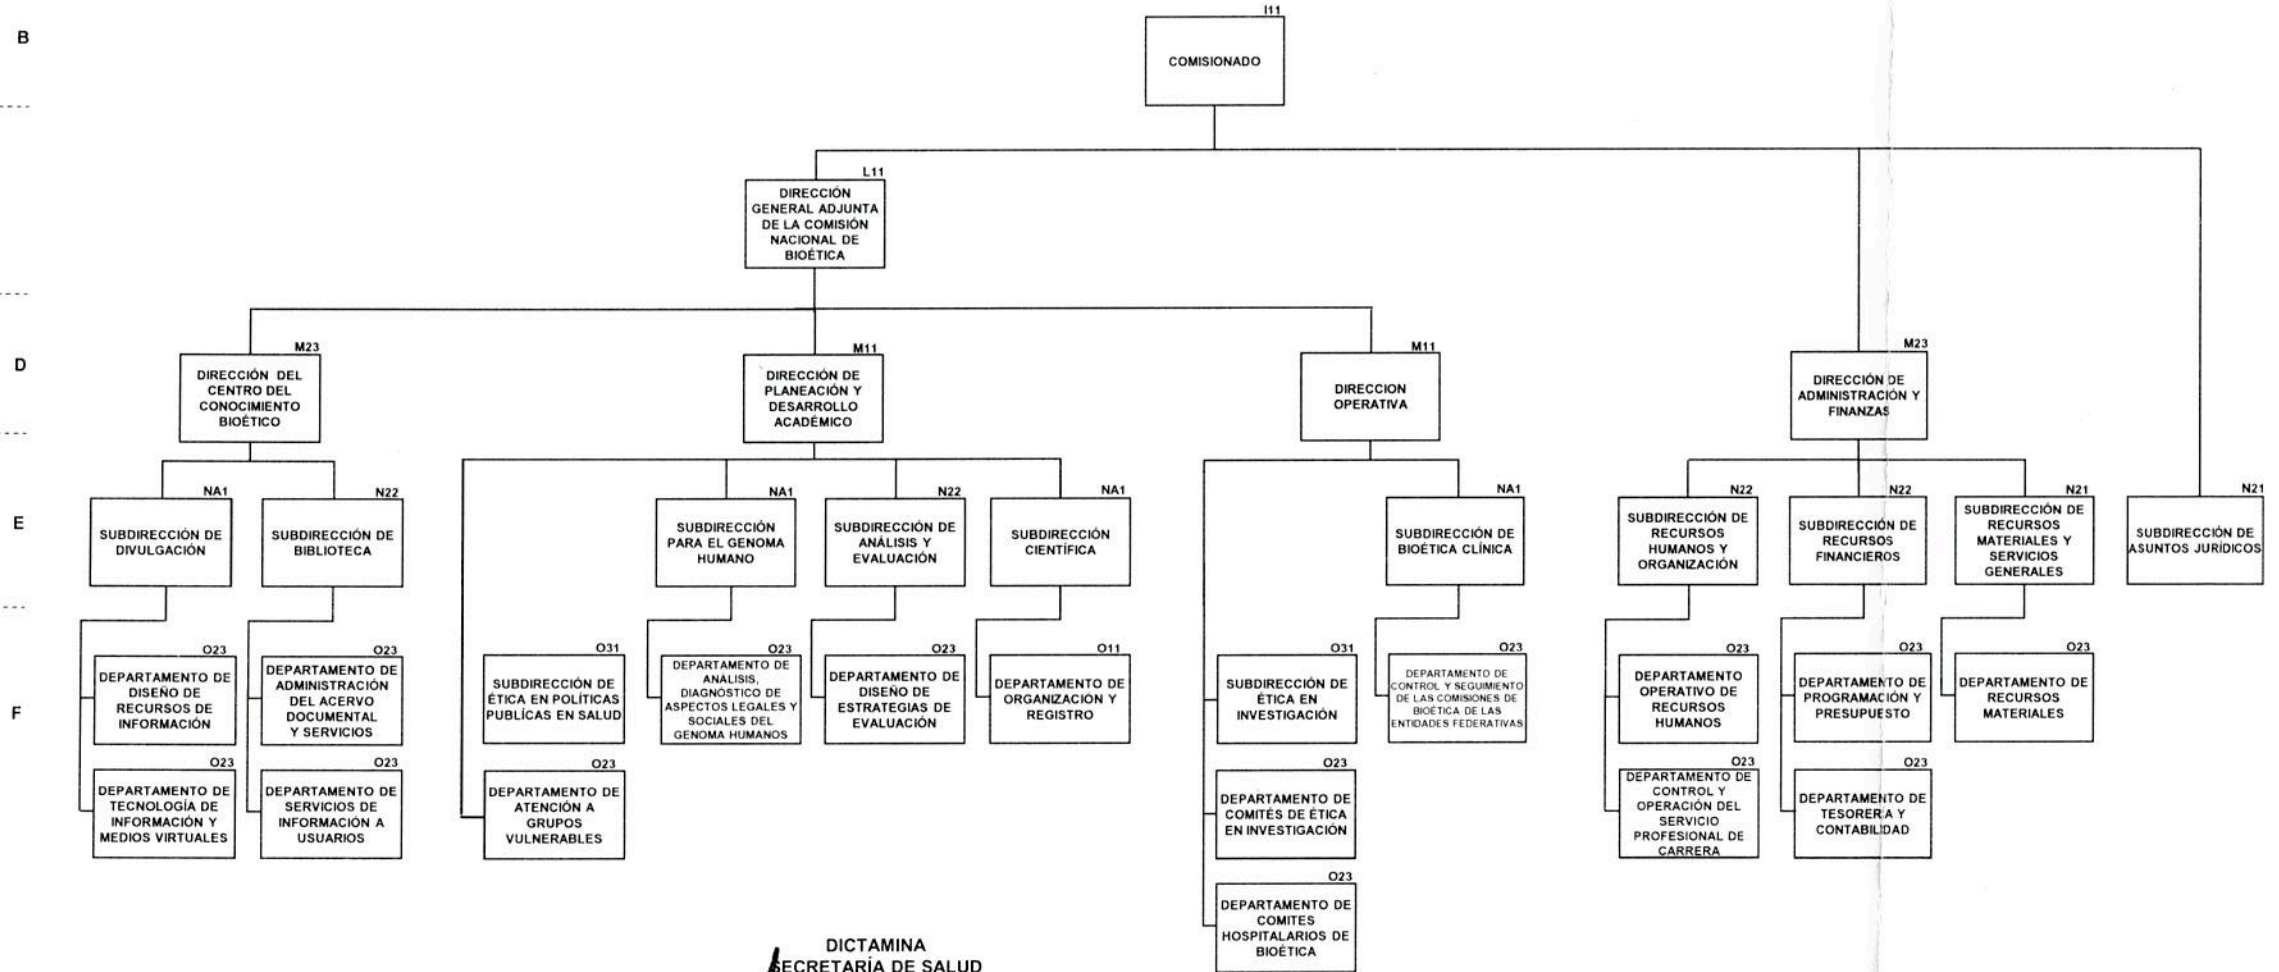 B
I11
COMISIONADO
L11
DIRECCIÓN
GENERAL ADJUNTA
DE LA COMISIÓN
NACIONAL DE
BIOÉTICA
D
M23
DIRECCIÓN DEL
CENTRO DEL
CONOCIMIENTO
BIOÉTICO
M11
DIRECCIÓN DE
PLANEACIÓN Y
DESARROLLO
ACADÉMICO
M11
DIRECCION
OPERATIVA
M23
DIRECCIÓN DE
ADMINISTRACIÓN Y
FINANZAS
E
NA1
SUBDIRECCIÓN DE
DIVULGACIÓN
N22
SUBDIRECCIÓN DE
BIBLIOTECA
NA1
SUBDIRECCIÓN
PARA EL GENOMA
HUMANO
N22
SUBDIRECCIÓN DE
ANÁLISIS Y
EVALUACIÓN
NA1
SUBDIRECCIÓN
CIENTÍFICA
NA1
SUBDIRECCIÓN DE
BIOÉTICA CLÍNICA
N22
SUBDIRECCIÓN DE
RECURSOS
HUMANOS Y
ORGANIZACIÓN
N22
SUBDIRECCIÓN DE
RECURSOS
FINANCIEROS
N21
SUBDIRECCIÓN DE
RECURSOS
MATERIALES Y
SERVICIOS
GENERALES
N21
SUBDIRECCIÓN DE
ASUNTOS JURÍDICOS
F
O23
DEPARTAMENTO DE
DISEÑO DE
RECURSOS DE
INFORMACIÓN
O23
DEPARTAMENTO DE
ADMINISTRACIÓN
DEL ACERVO
DOCUMENTAL
Y SERVICIOS
O31
SUBDIRECCIÓN DE
ÉTICA EN POLÍTICAS
PUBLÍCAS EN SALUD
O23
DEPARTAMENTO DE
ANÁLISIS,
DIAGNÓSTICO DE
ASPECTOS LEGALES Y
SOCIALES DEL
GENOMA HUMANOS
O23
DEPARTAMENTO DE
DISEÑO DE
ESTRATEGIAS DE
EVALUACIÓN
O11
DEPARTAMENTO DE
ORGANIZACIÓN Y
REGISTRO
O31
SUBDIRECCIÓN DE
ÉTICA EN
INVESTIGACIÓN
O23
DEPARTAMENTO DE
CONTROL Y SEGUIMIENTO
DE LAS COMISIONES DE
BIOÉTICA DE LAS
ENTIDADES FEDERATIVAS
O23
DEPARTAMENTO
OPERATIVO DE
RECURSOS
HUMANOS
O23
DEPARTAMENTO DE
PROGRAMACIÓN Y
PRESUPUESTO
O23
DEPARTAMENTO DE
RECURSOS
MATERIALES
O23
DEPARTAMENTO DE
TECNOLOGÍA DE
INFORMACIÓN Y
MEDIOS VIRTUALES
O23
DEPARTAMENTO DE
SERVICIOS DE
INFORMACIÓN A
USUARIOS
O23
DEPARTAMENTO DE
ATENCIÓN A
GRUPOS
VULNERABLES
O23
DEPARTAMENTO DE
COMITÉS DE ÉTICA
EN INVESTIGACIÓN
O23
DEPARTAMENTO DE
CONTROL Y
OPERACIÓN DEL
SERVICIO
PROFESIONAL DE
CARRERA
O23
DEPARTAMENTO DE
TESORERÍA Y
CONTABILIDAD
O23
DEPARTAMENTO DE
COMITES
HOSPITALARIOS DE
BIOÉTICA
DICTAMINA
SECRETARÍA DE SALUD